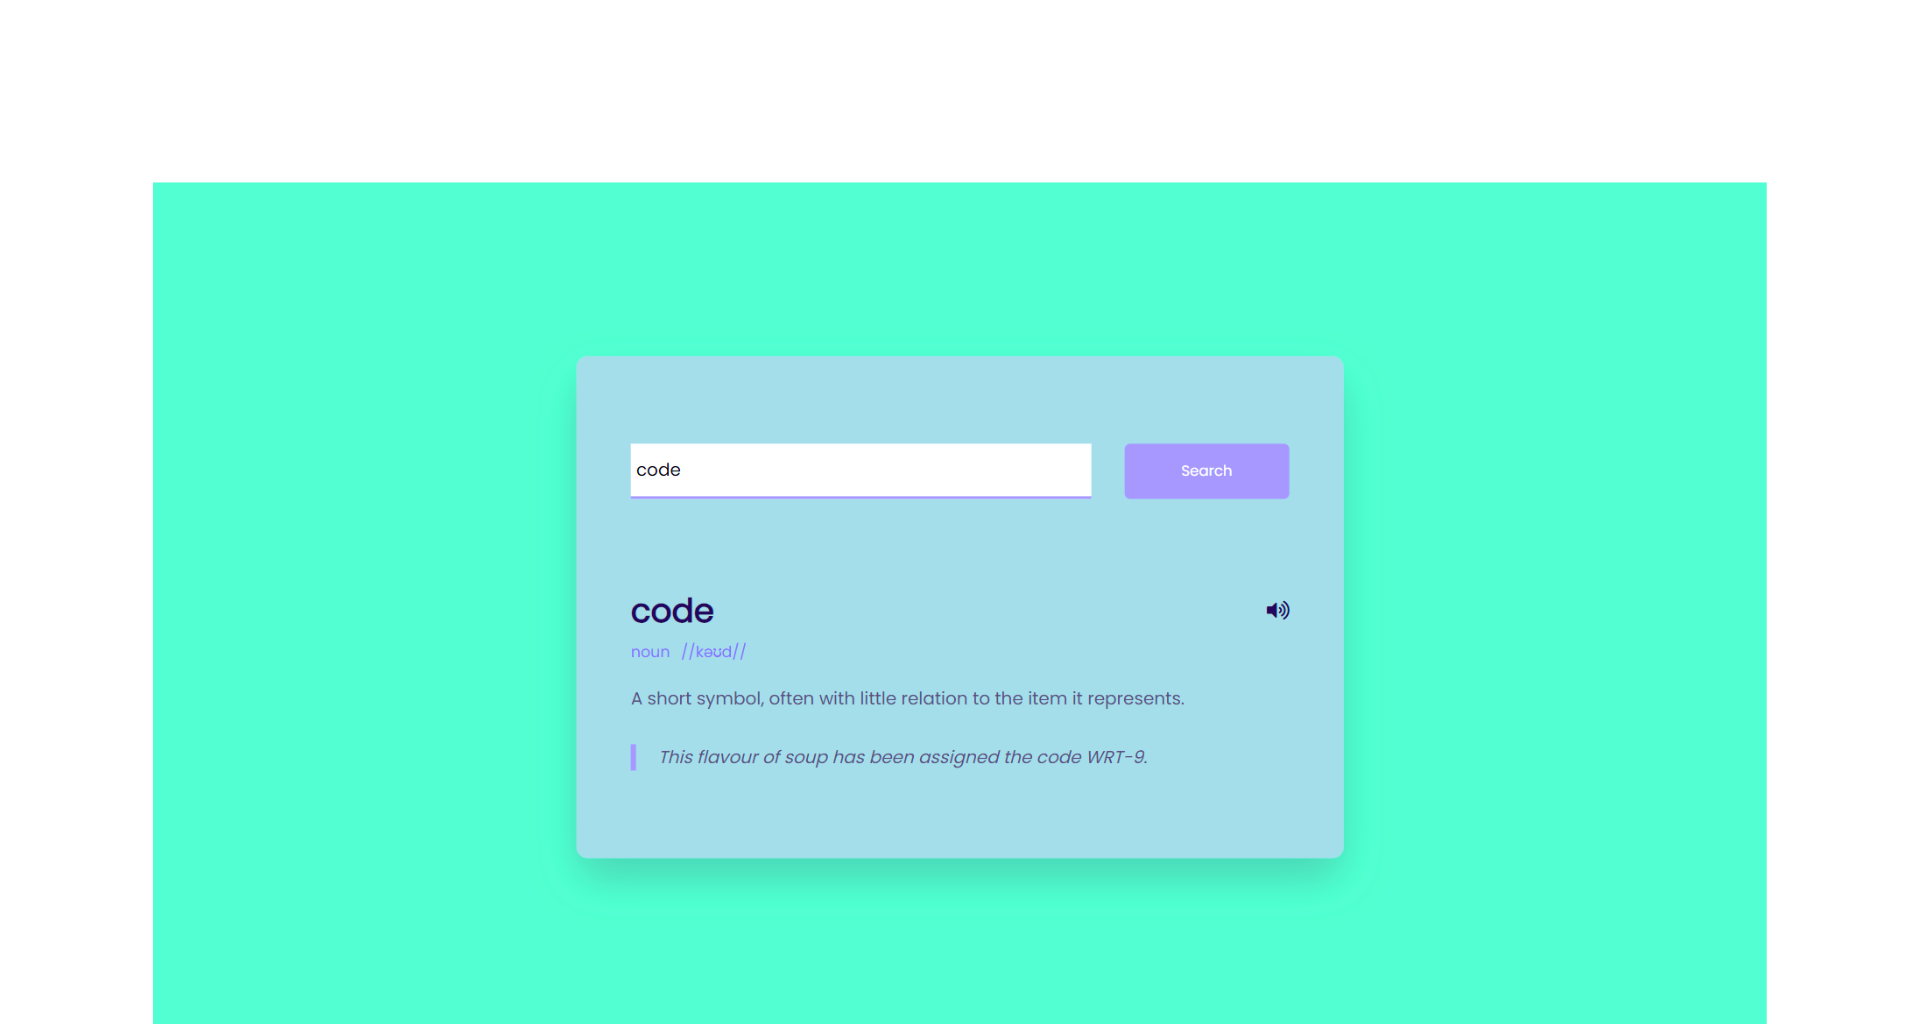 code
Search
code
noun //kəʊd//
A short symbol, often with little relation to the item it represents.
This flavour of soup has been assigned the code WRT-9.